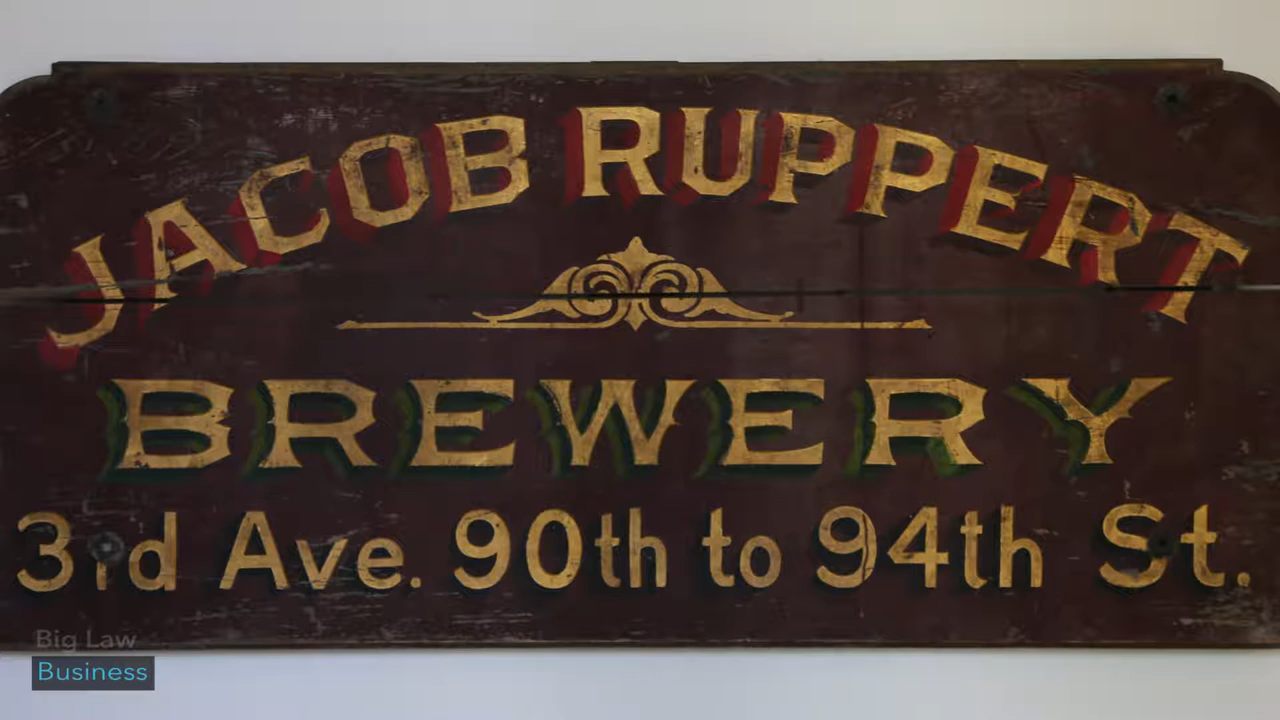 JACOB RUPPERT
BREWERY
3rd Ave. 90th to 94th St.
Big Law
Business